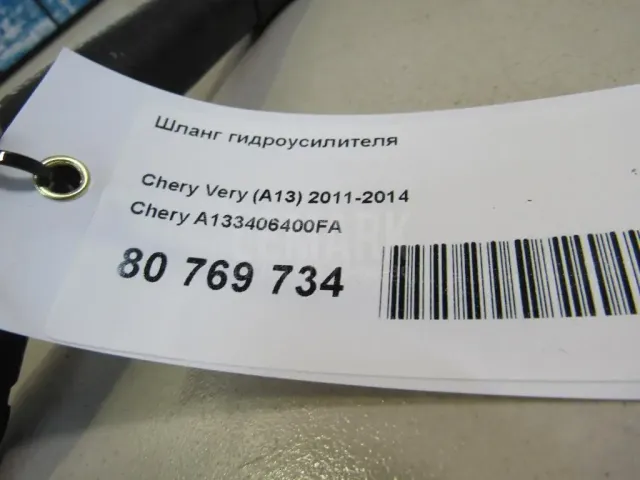 Шланг гидроусилителя
Chery Very (A13) 2011-2014
Chery A133406400FA
80 769 734